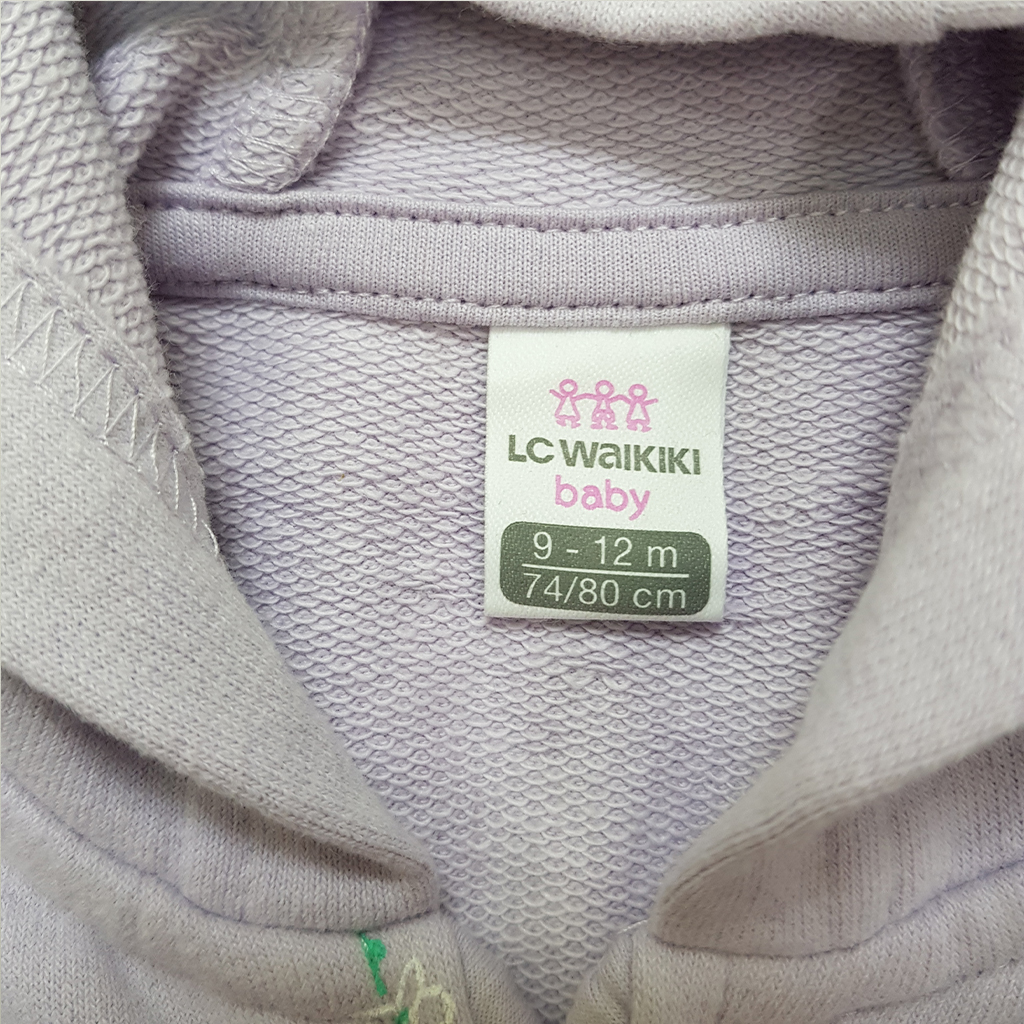 LC WAIKIKI
baby
9 - 12 m
74/80 cm